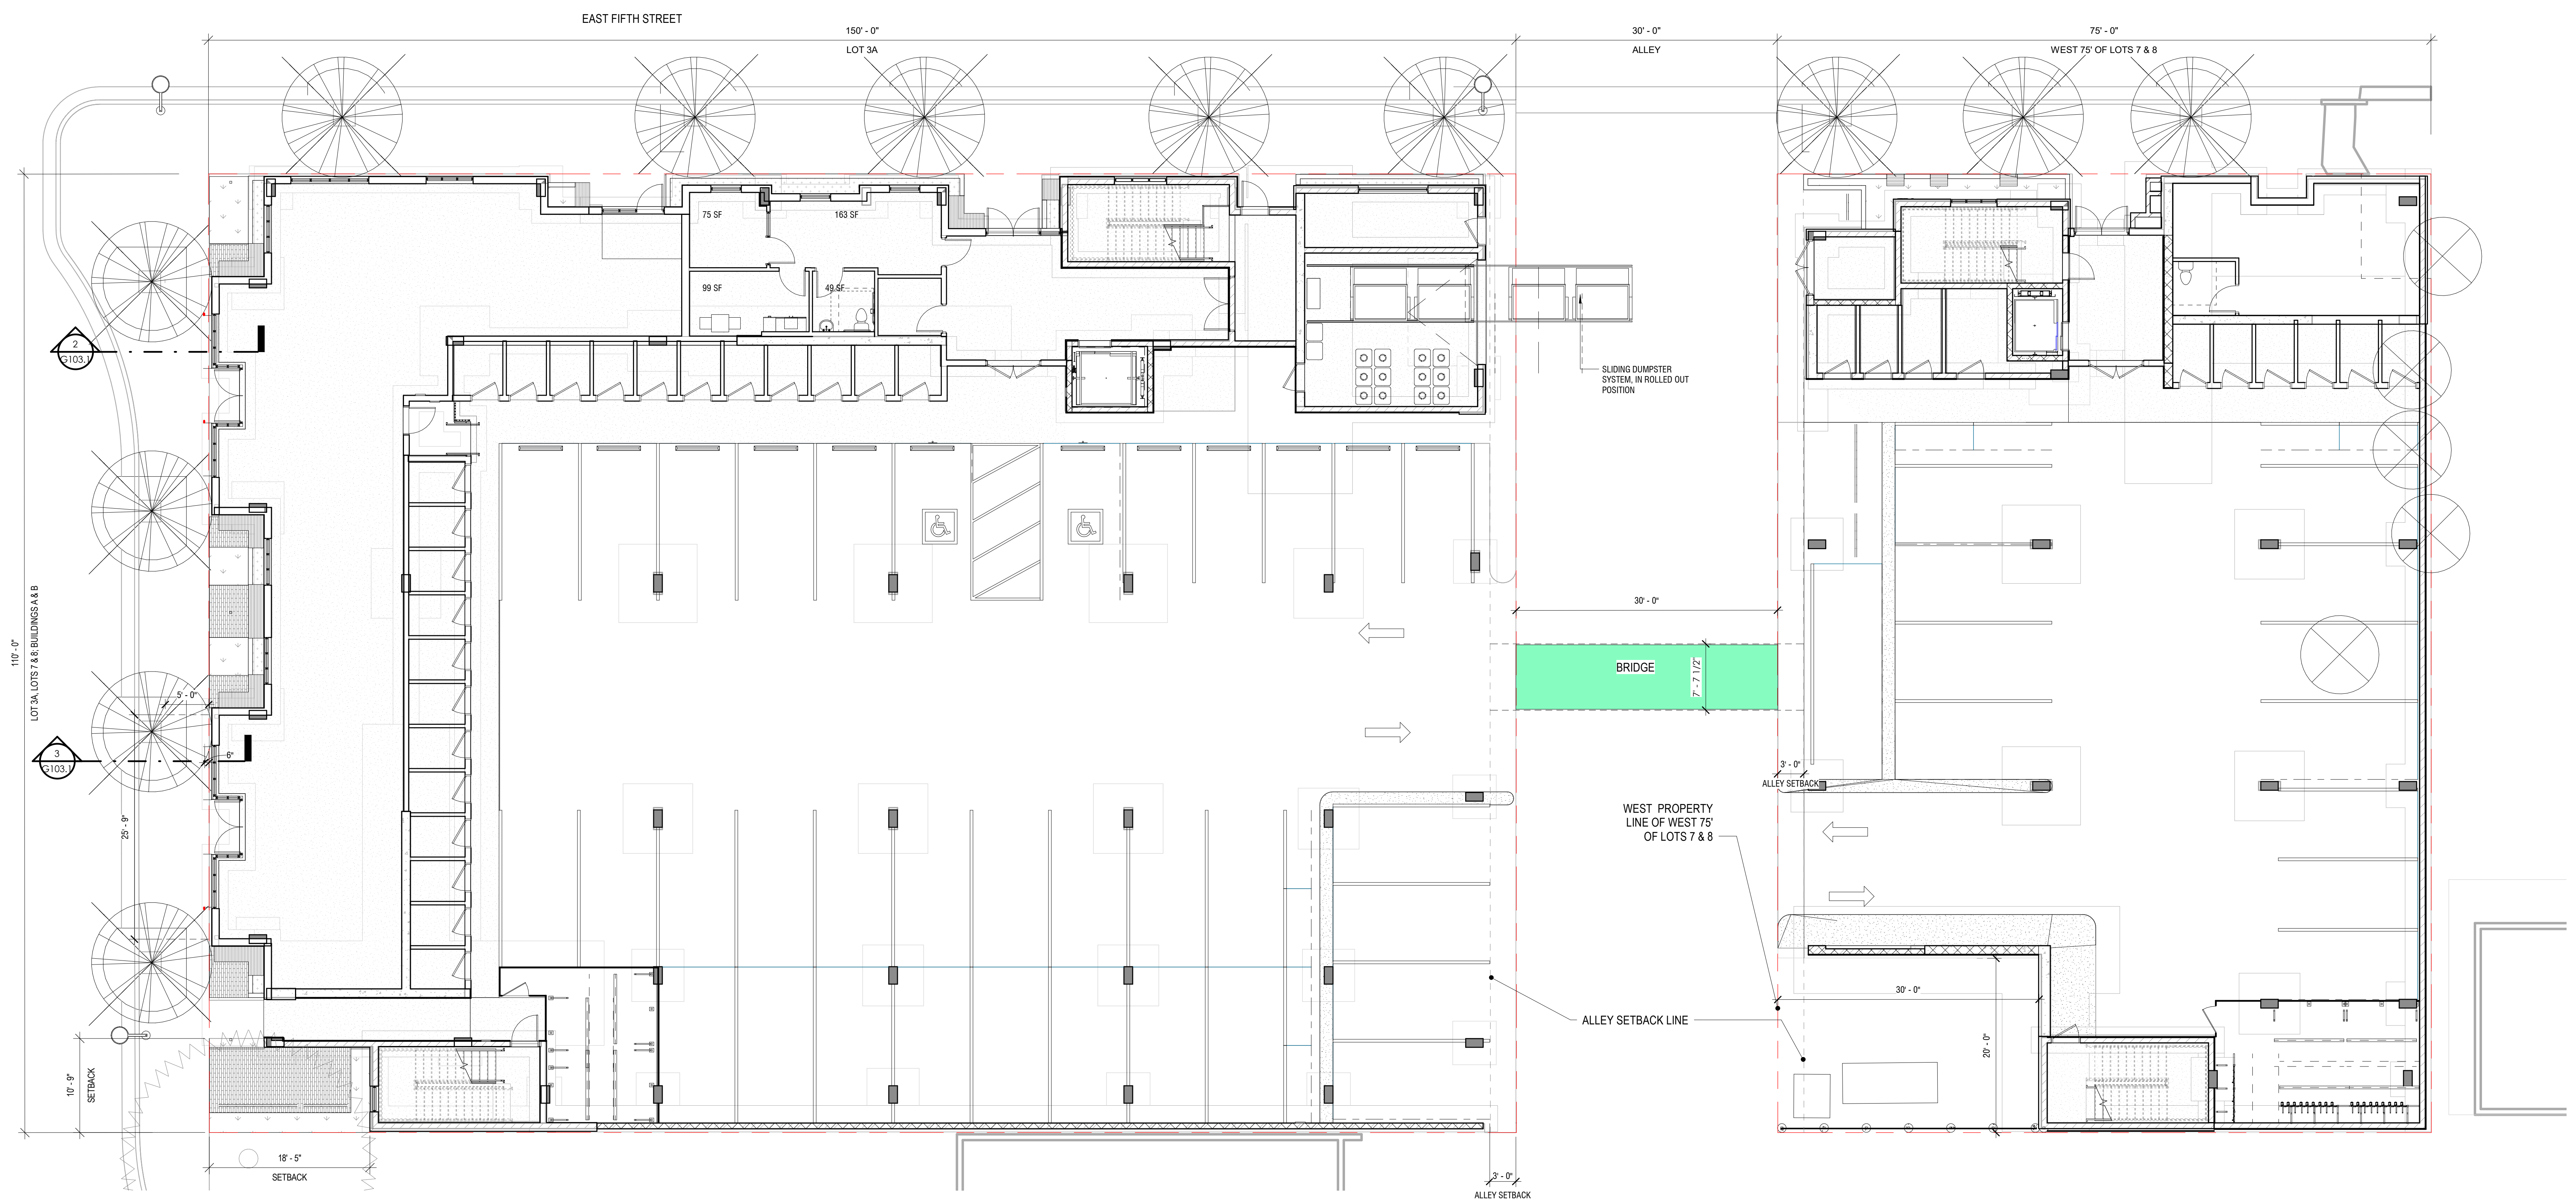 EAST FIFTH STREET
150' - 0"
30' - 0"
75' - 0"
LOT 3A
ALLEY
WEST 75' OF LOTS 7 & 8
75 SF
163 SF
99 SF
49 SF
2
G103.1
SLIDING DUMPSTER
SYSTEM, IN ROLLED OUT
POSITION
110' - 0"
LOT 3A, LOTS 7 & 8; BUILDINGS A & B
30' - 0"
BRIDGE
7' - 7 1/2"
5' - 0"
3
G103.1
6"
25' - 9"
3' - 0"
ALLEY SETBACK
WEST PROPERTY
LINE OF WEST 75'
OF LOTS 7 & 8
30' - 0"
ALLEY SETBACK LINE
20' - 0"
10' - 9"
SETBACK
18' - 5"
SETBACK
3' - 0"
ALLEY SETBACK